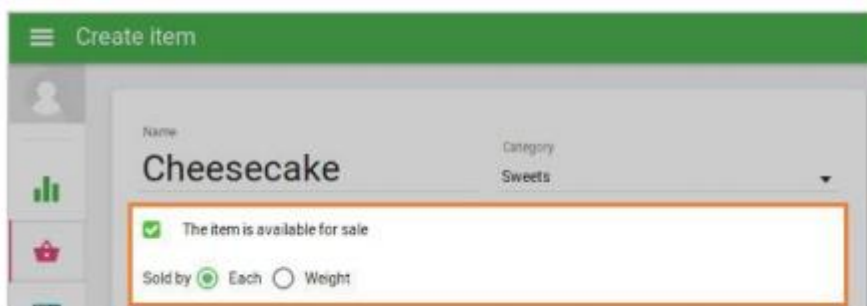 Create item
Name
Cheesecake
Category
Sweets
The item is available for sale
Sold by Each Weight